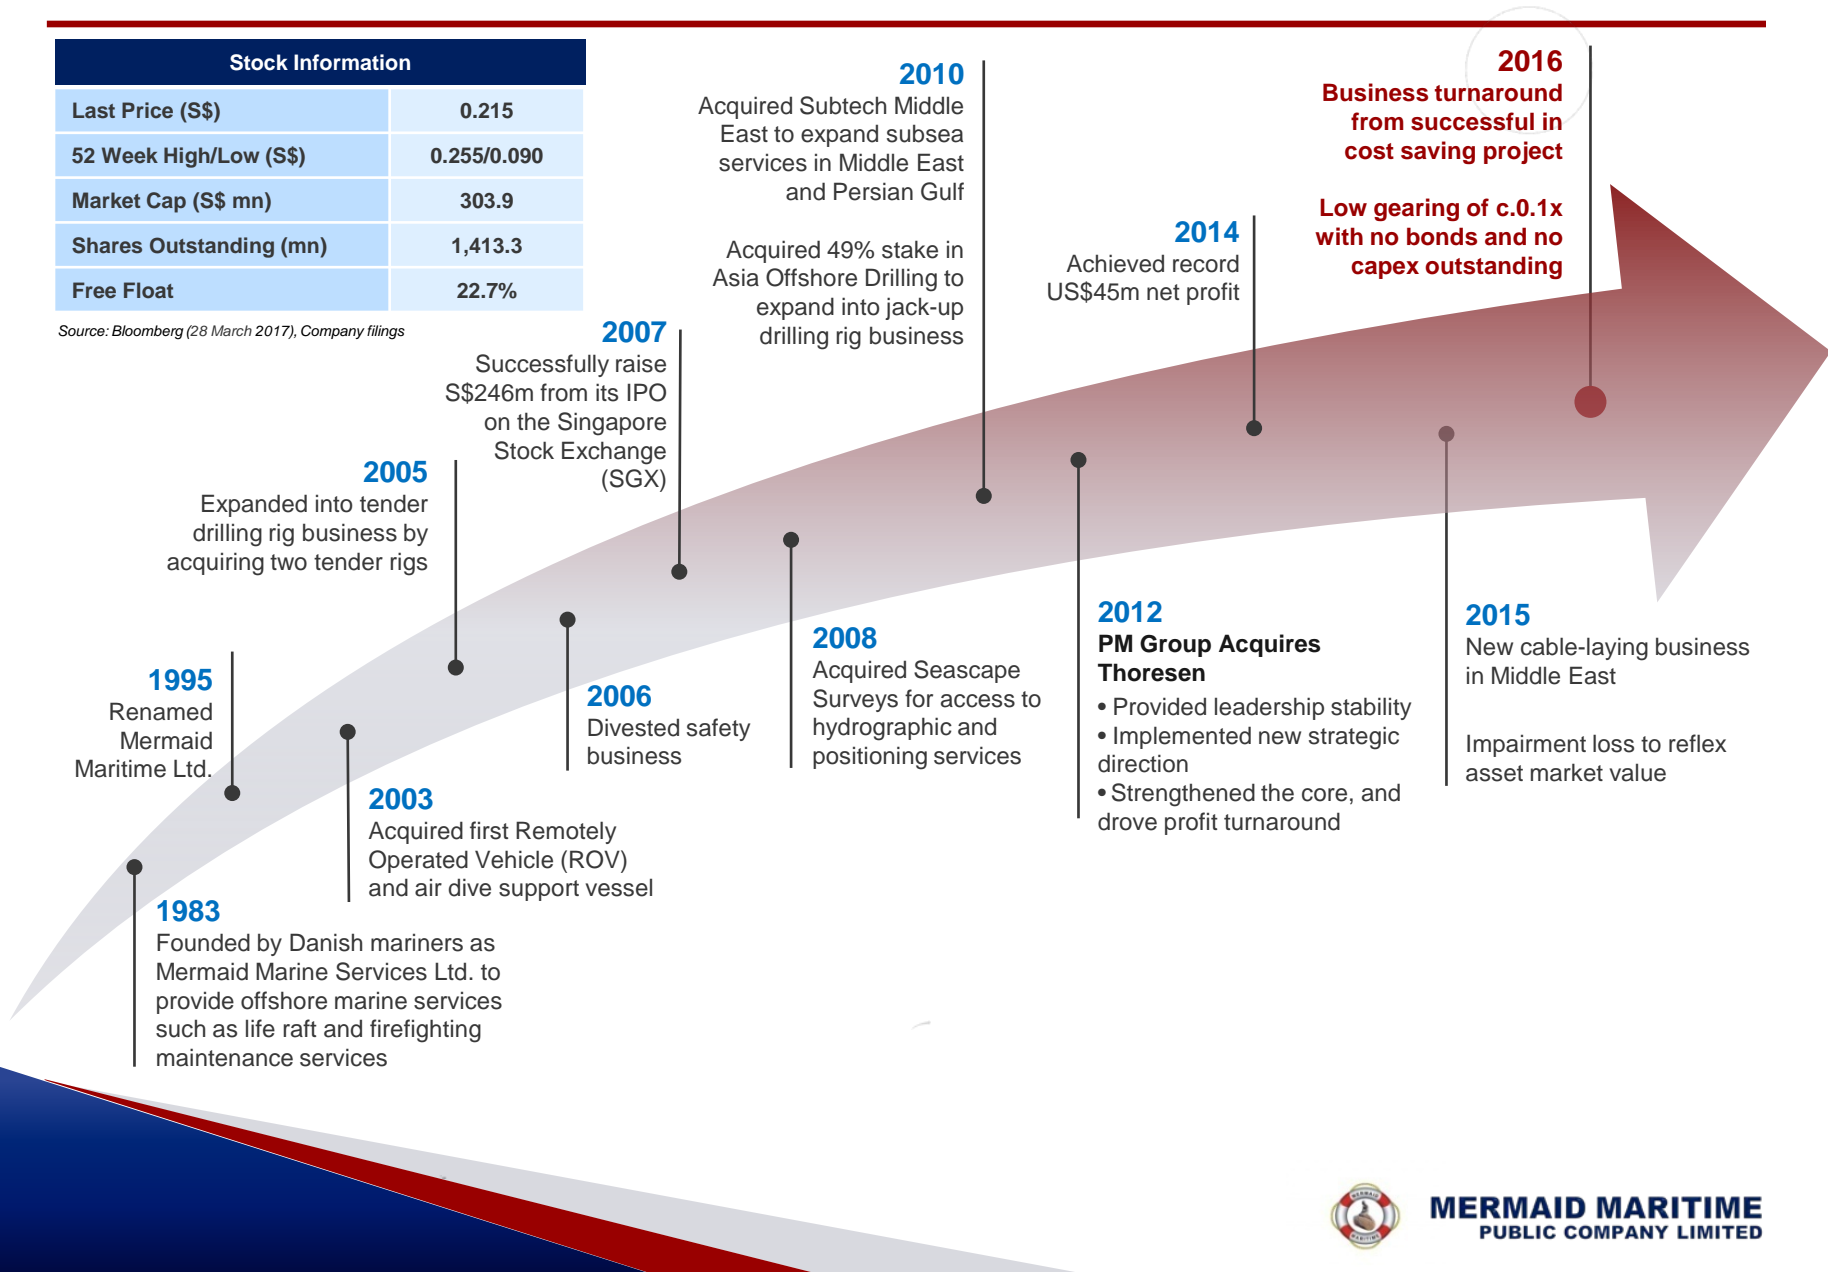 Stock Information
Last Price (S$) 0.215
52 Week High/Low (S$) 0.255/0.090
Market Cap (S$ mn) 303.9
Shares Outstanding (mn) 1,413.3
Free Float 22.7%
Source: Bloomberg (28 March 2017), Company filings
1983
Founded by Danish mariners as
Mermaid Marine Services Ltd. to
provide offshore marine services
such as life raft and firefighting
maintenance services
1995
Renamed
Mermaid
Maritime Ltd.
2003
Acquired first Remotely
Operated Vehicle (ROV)
and air dive support vessel
2005
Expanded into tender
drilling rig business by
acquiring two tender rigs
2006
Divested safety
business
2007
Successfully raise
S$246m from its IPO
on the Singapore
Stock Exchange
(SGX)
2008
Acquired Seascape
Surveys for access to
hydrographic and
positioning services
2010
Acquired Subtech Middle
East to expand subsea
services in Middle East
and Persian Gulf
Acquired 49% stake in
Asia Offshore Drilling to
expand into jack-up
drilling rig business
2012
PM Group Acquires
Thoresen
• Provided leadership stability
• Implemented new strategic
direction
• Strengthened the core, and
drove profit turnaround
2014
Achieved record
US$45m net profit
2015
New cable-laying business
in Middle East
Impairment loss to reflex
asset market value
2016
Business turnaround
from successful in
cost saving project
Low gearing of c.0.1x
with no bonds and no
capex outstanding
MERMAID
MARITIME
MERMAID MARITIME
PUBLIC COMPANY LIMITED